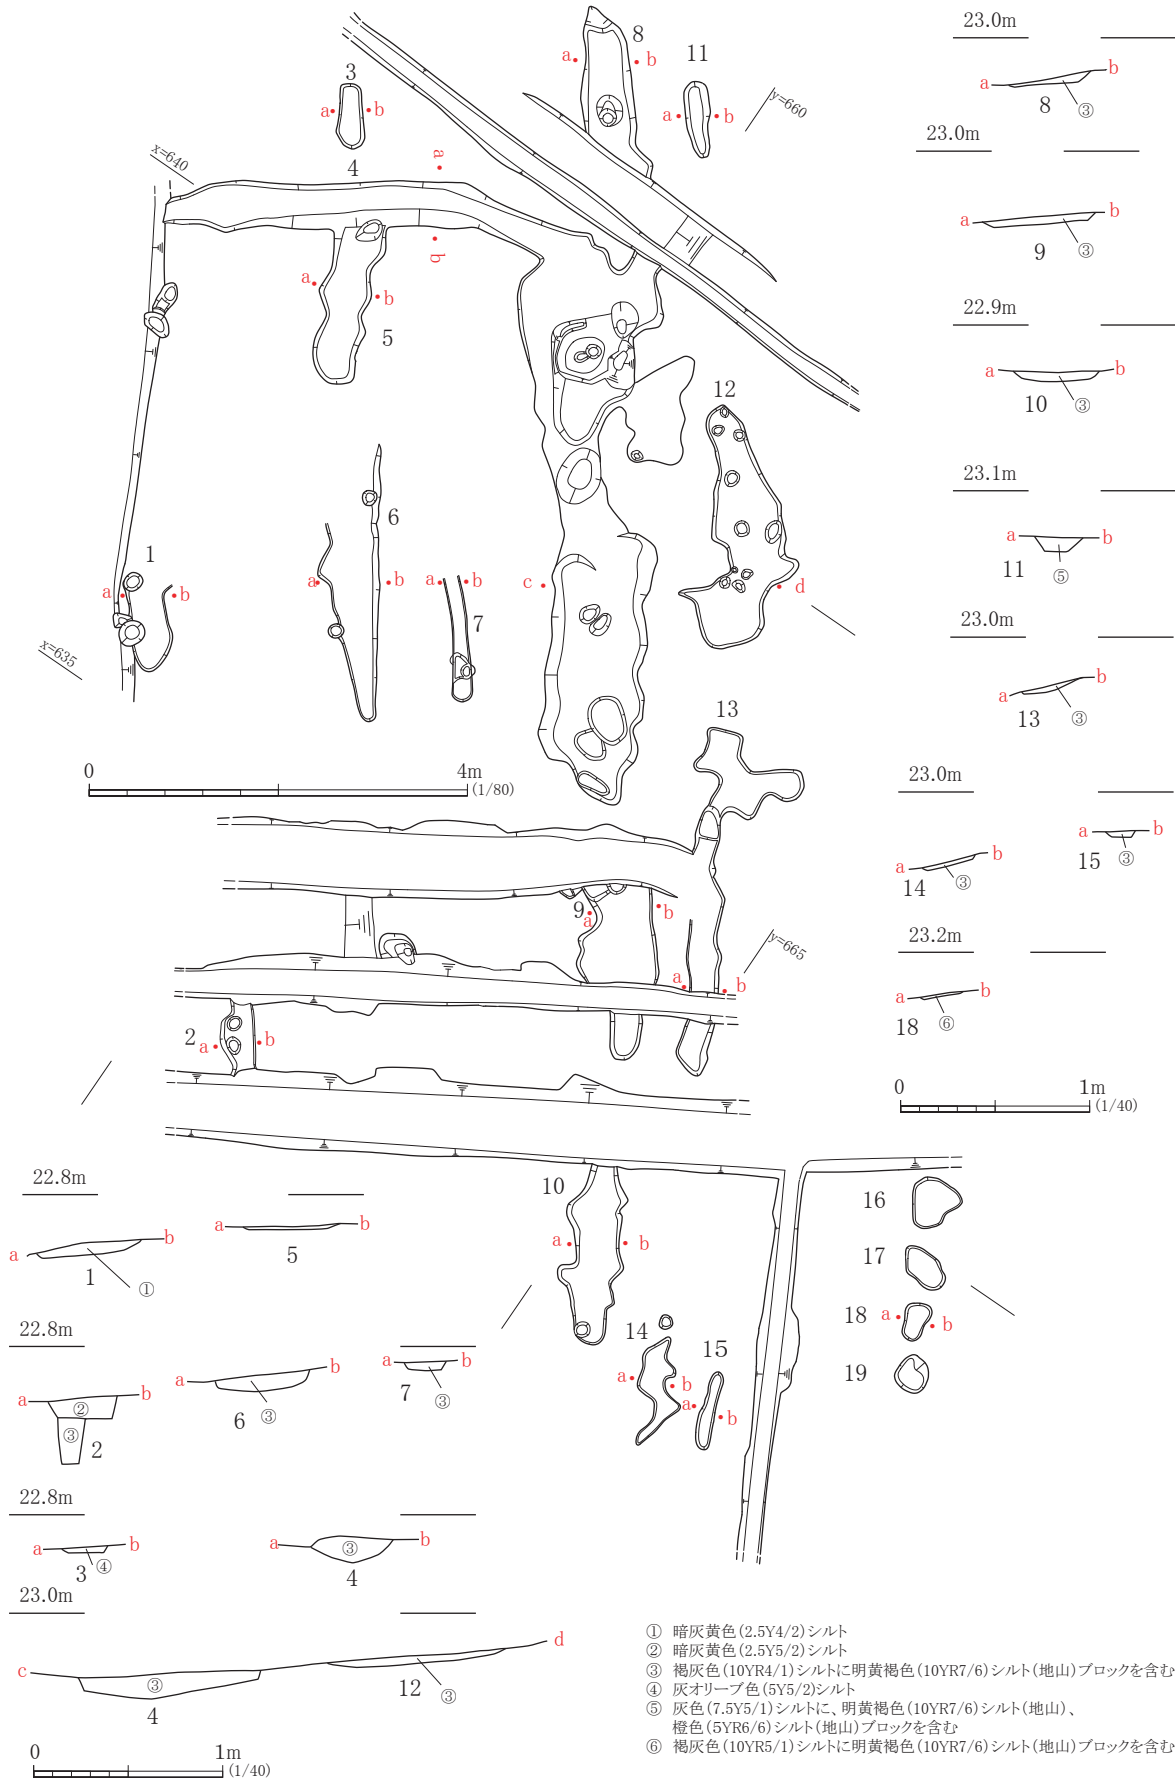 8
11
3
a
b
a
b
a
b
y=660
4
a
x=640
b
a
b
5
12
6
1
a
b
a
b
a
b
7
c
d
x=635
13
0
4m
(1/80)
9
a
b
y=665
a
b
2
a
b
10
a
b
14
a
b
15
a
b
16
17
18
a
b
19
23.0m
a
b
8
③
23.0m
a
b
9
③
22.9m
a
b
10
③
23.1m
a
b
11
⑤
23.0m
a
b
13
③
23.0m
a
b
14
③
a
b
15
③
23.2m
a
b
18
⑥
0
1m
(1/40)
22.8m
a
b
1
①
a
b
5
22.8m
a
b
②
③
2
a
b
6
③
a
b
7
③
22.8m
a
b
3
④
a
b
③
4
23.0m
c
d
③
4
12
③
0
1m
(1/40)
① 暗灰黄色(2.5Y4/2)シルト
② 暗灰黄色(2.5Y5/2)シルト
③ 褐灰色(10YR4/1)シルトに明黄褐色(10YR7/6)シルト(地山)ブロックを含む
④ 灰オリーブ色(5Y5/2)シルト
⑤ 灰色(7.5Y5/1)シルトに、明黄褐色(10YR7/6)シルト(地山)、
橙色(5YR6/6)シルト(地山)ブロックを含む
⑥ 褐灰色(10YR5/1)シルトに明黄褐色(10YR7/6)シルト(地山)ブロックを含む